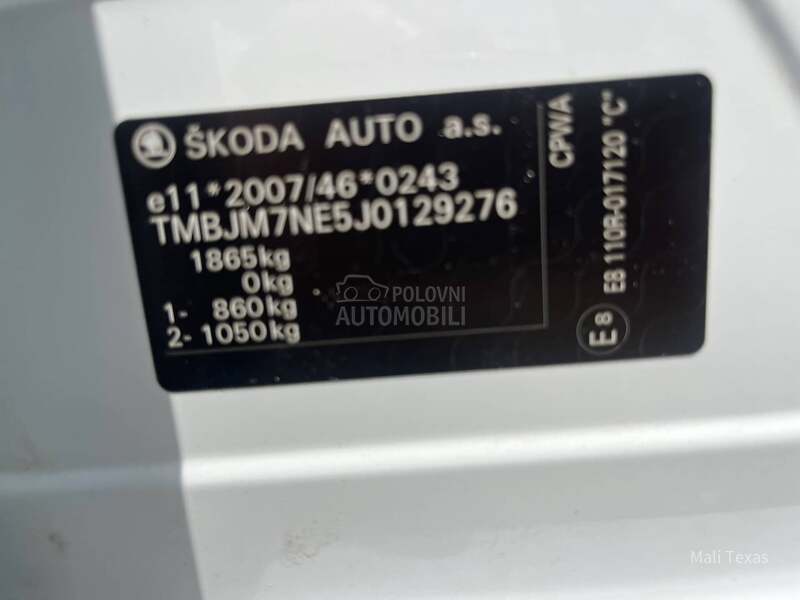 ŠKODA AUTO a.s.
e11*2007/46*0243
TMBJM7NE5J0129276
1865kg
0kg
1- 860kg
2- 1050kg
CPWA
E8 110R-017120 "C"
E8
POLOVNI
AUTOMOBILI
Mali Texas